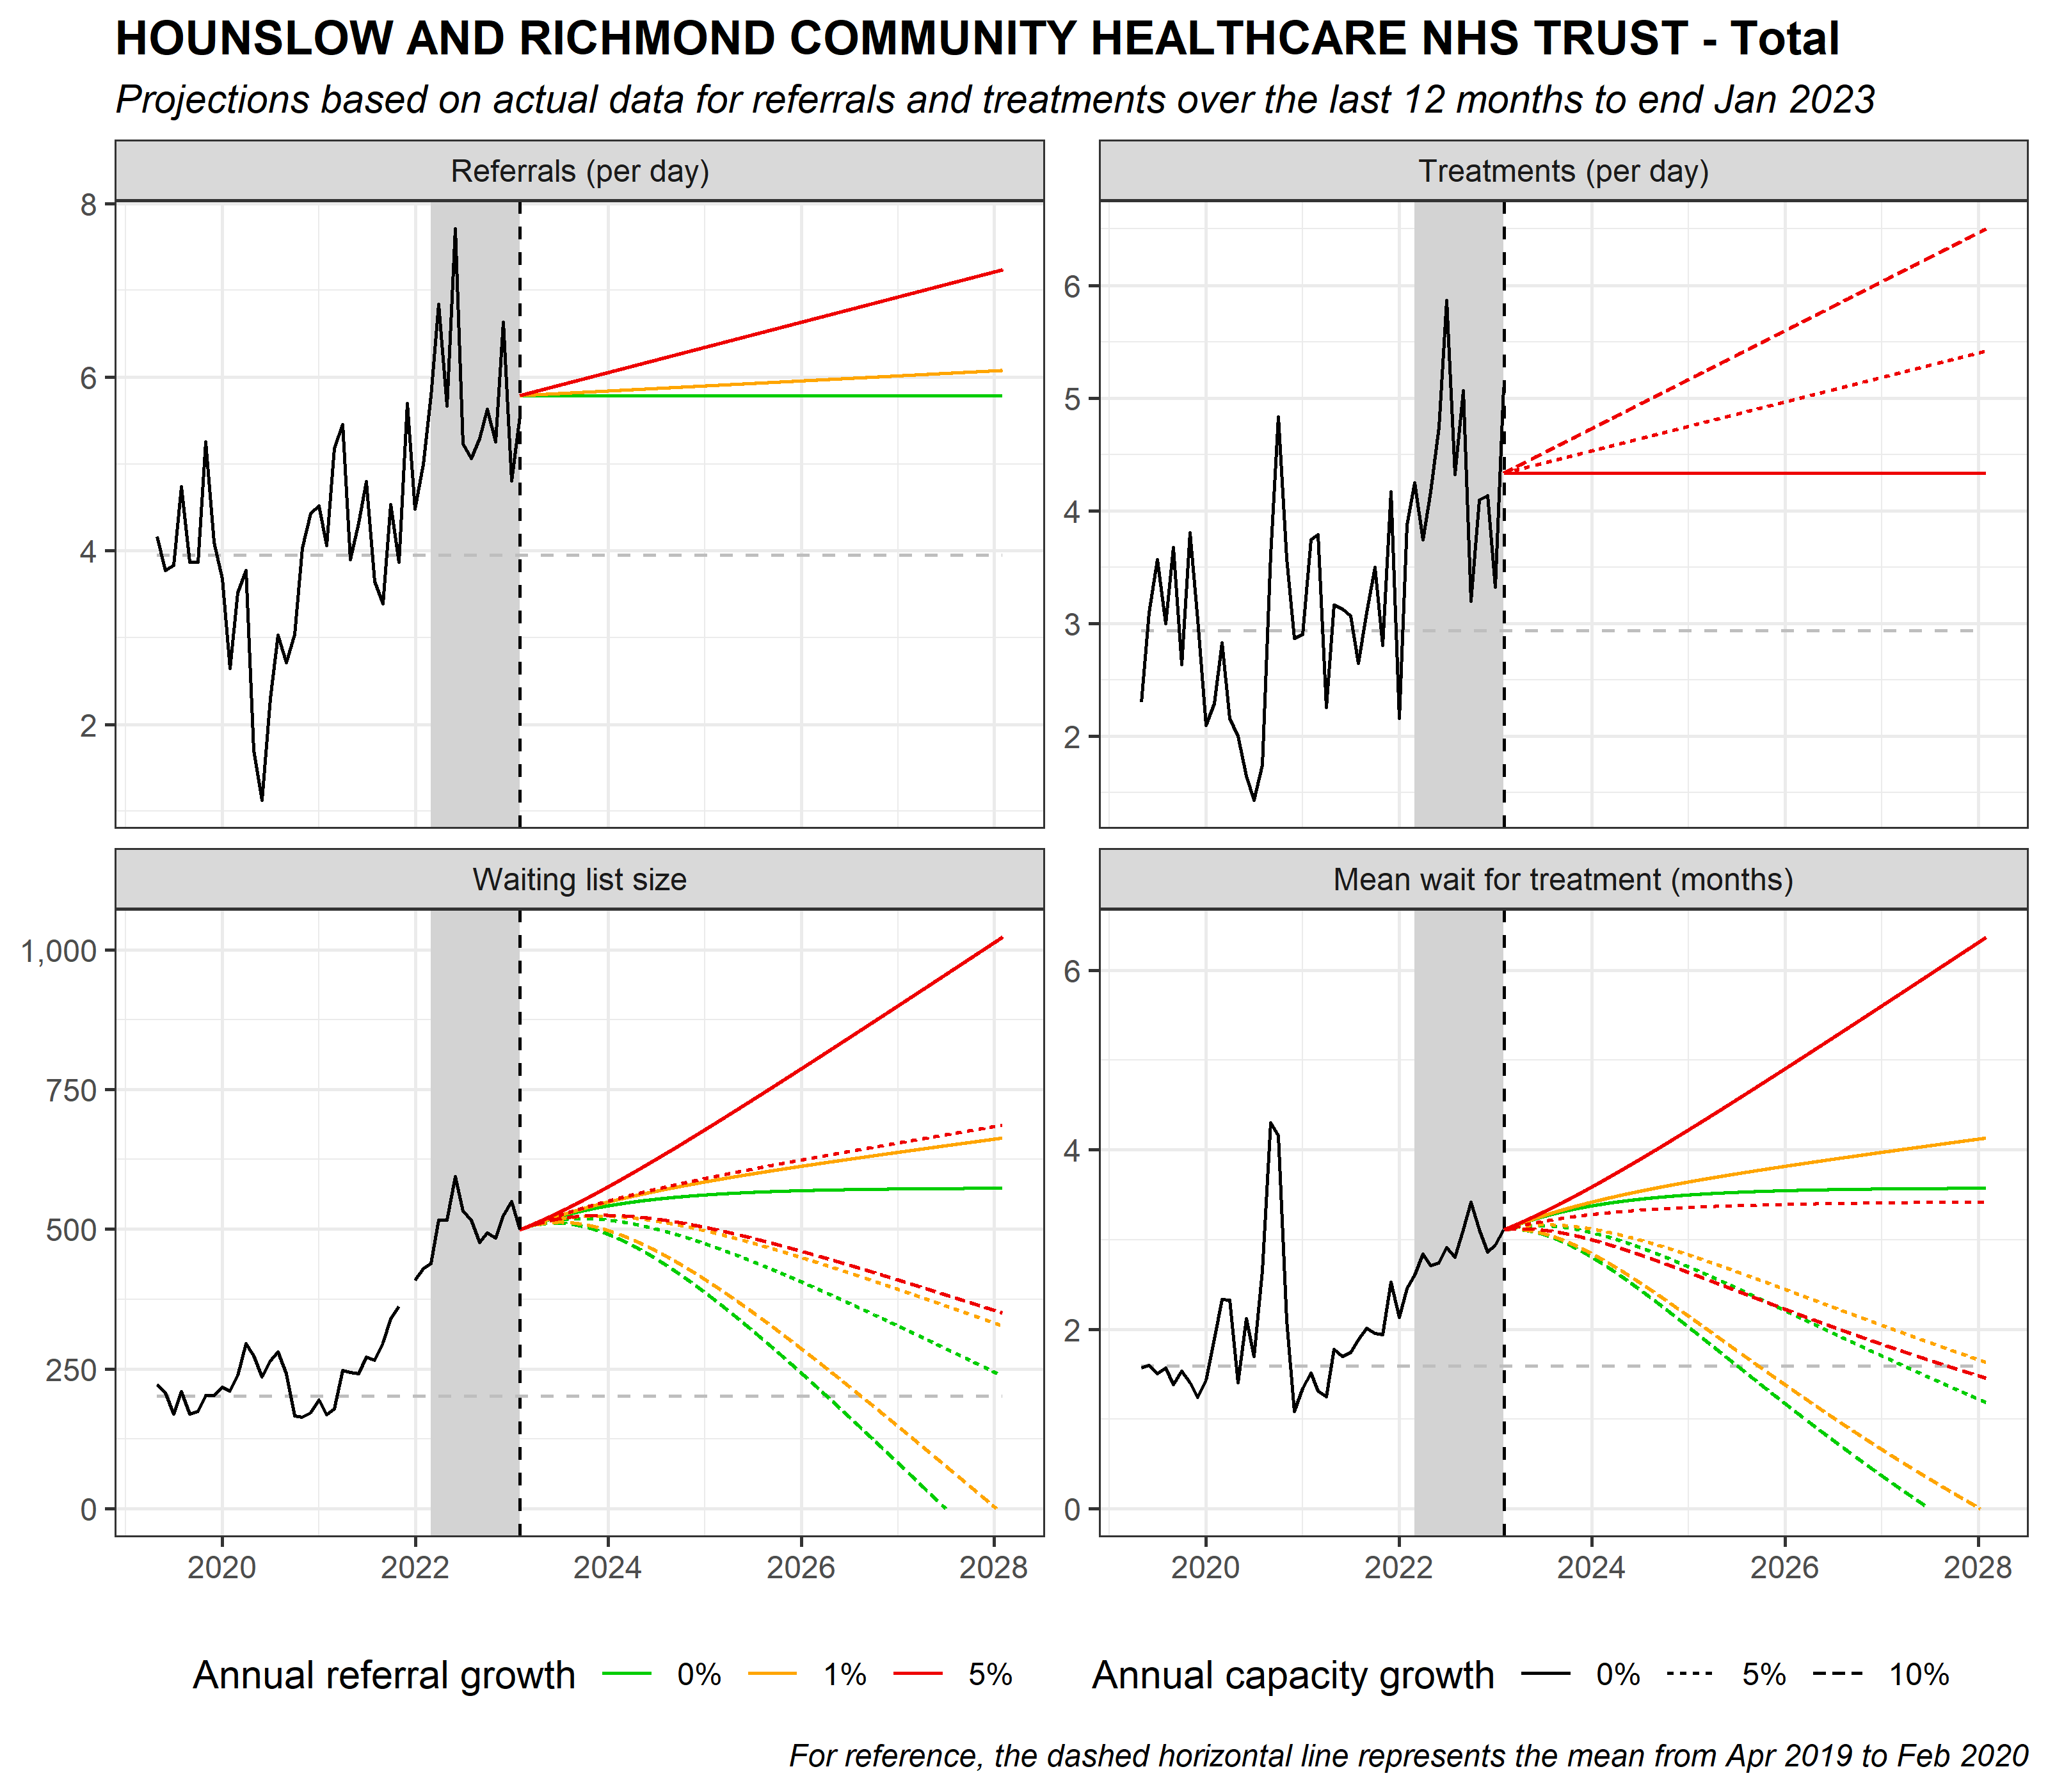 HOUNSLOW AND RICHMOND COMMUNITY HEALTHCARE NHS TRUST - Total
Projections based on actual data for referrals and treatments over the last 12 months to end Jan 2023
Referrals (per day)
8
6
4
2
Treatments (per day)
6
5
4
3
2
Waiting list size
1,000
750
500
250
0
2020 2022 2024 2026 2028
Mean wait for treatment (months)
6
4
2
0
2020 2022 2024 2026 2028
Annual referral growth 0% 1% 5%
Annual capacity growth 0% 5% 10%
For reference, the dashed horizontal line represents the mean from Apr 2019 to Feb 2020